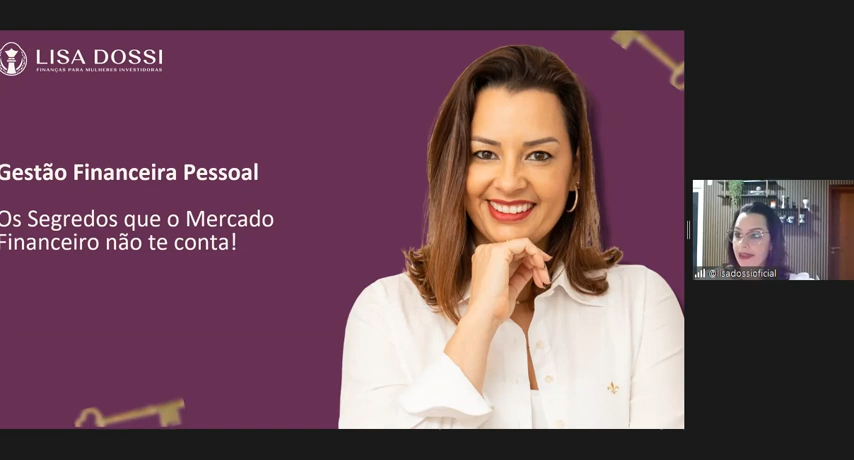 LISA DOSSI
FINANÇAS PARA MULHERES INVESTIDORAS
Gestão Financeira Pessoal
Os Segredos que o Mercado
Financeiro não te conta!
@lisadossioficial